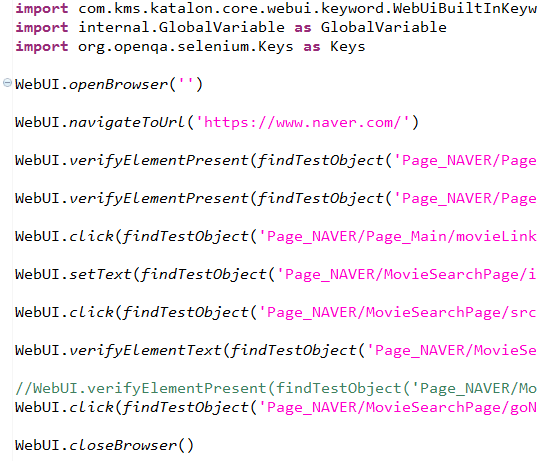 import com.kms.katalon.core.webui.keyword.WebUiBuiltInKeyw
import internal.GlobalVariable as GlobalVariable
import org.openqa.selenium.Keys as Keys
WebUI.openBrowser('')
WebUI.navigateToUrl('https://www.naver.com/')
WebUI.verifyElementPresent(findTestObject('Page_NAVER/Page
WebUI.verifyElementPresent(findTestObject('Page_NAVER/Page
WebUI.click(findTestObject('Page_NAVER/Page_Main/movieLink
WebUI.setText(findTestObject('Page_NAVER/MovieSearchPage/i
WebUI.click(findTestObject('Page_NAVER/MovieSearchPage/src
WebUI.verifyElementText(findTestObject('Page_NAVER/MovieSe
//WebUI.verifyElementPresent(findTestObject('Page_NAVER/Mo
WebUI.click(findTestObject('Page_NAVER/MovieSearchPage/goN
WebUI.closeBrowser()